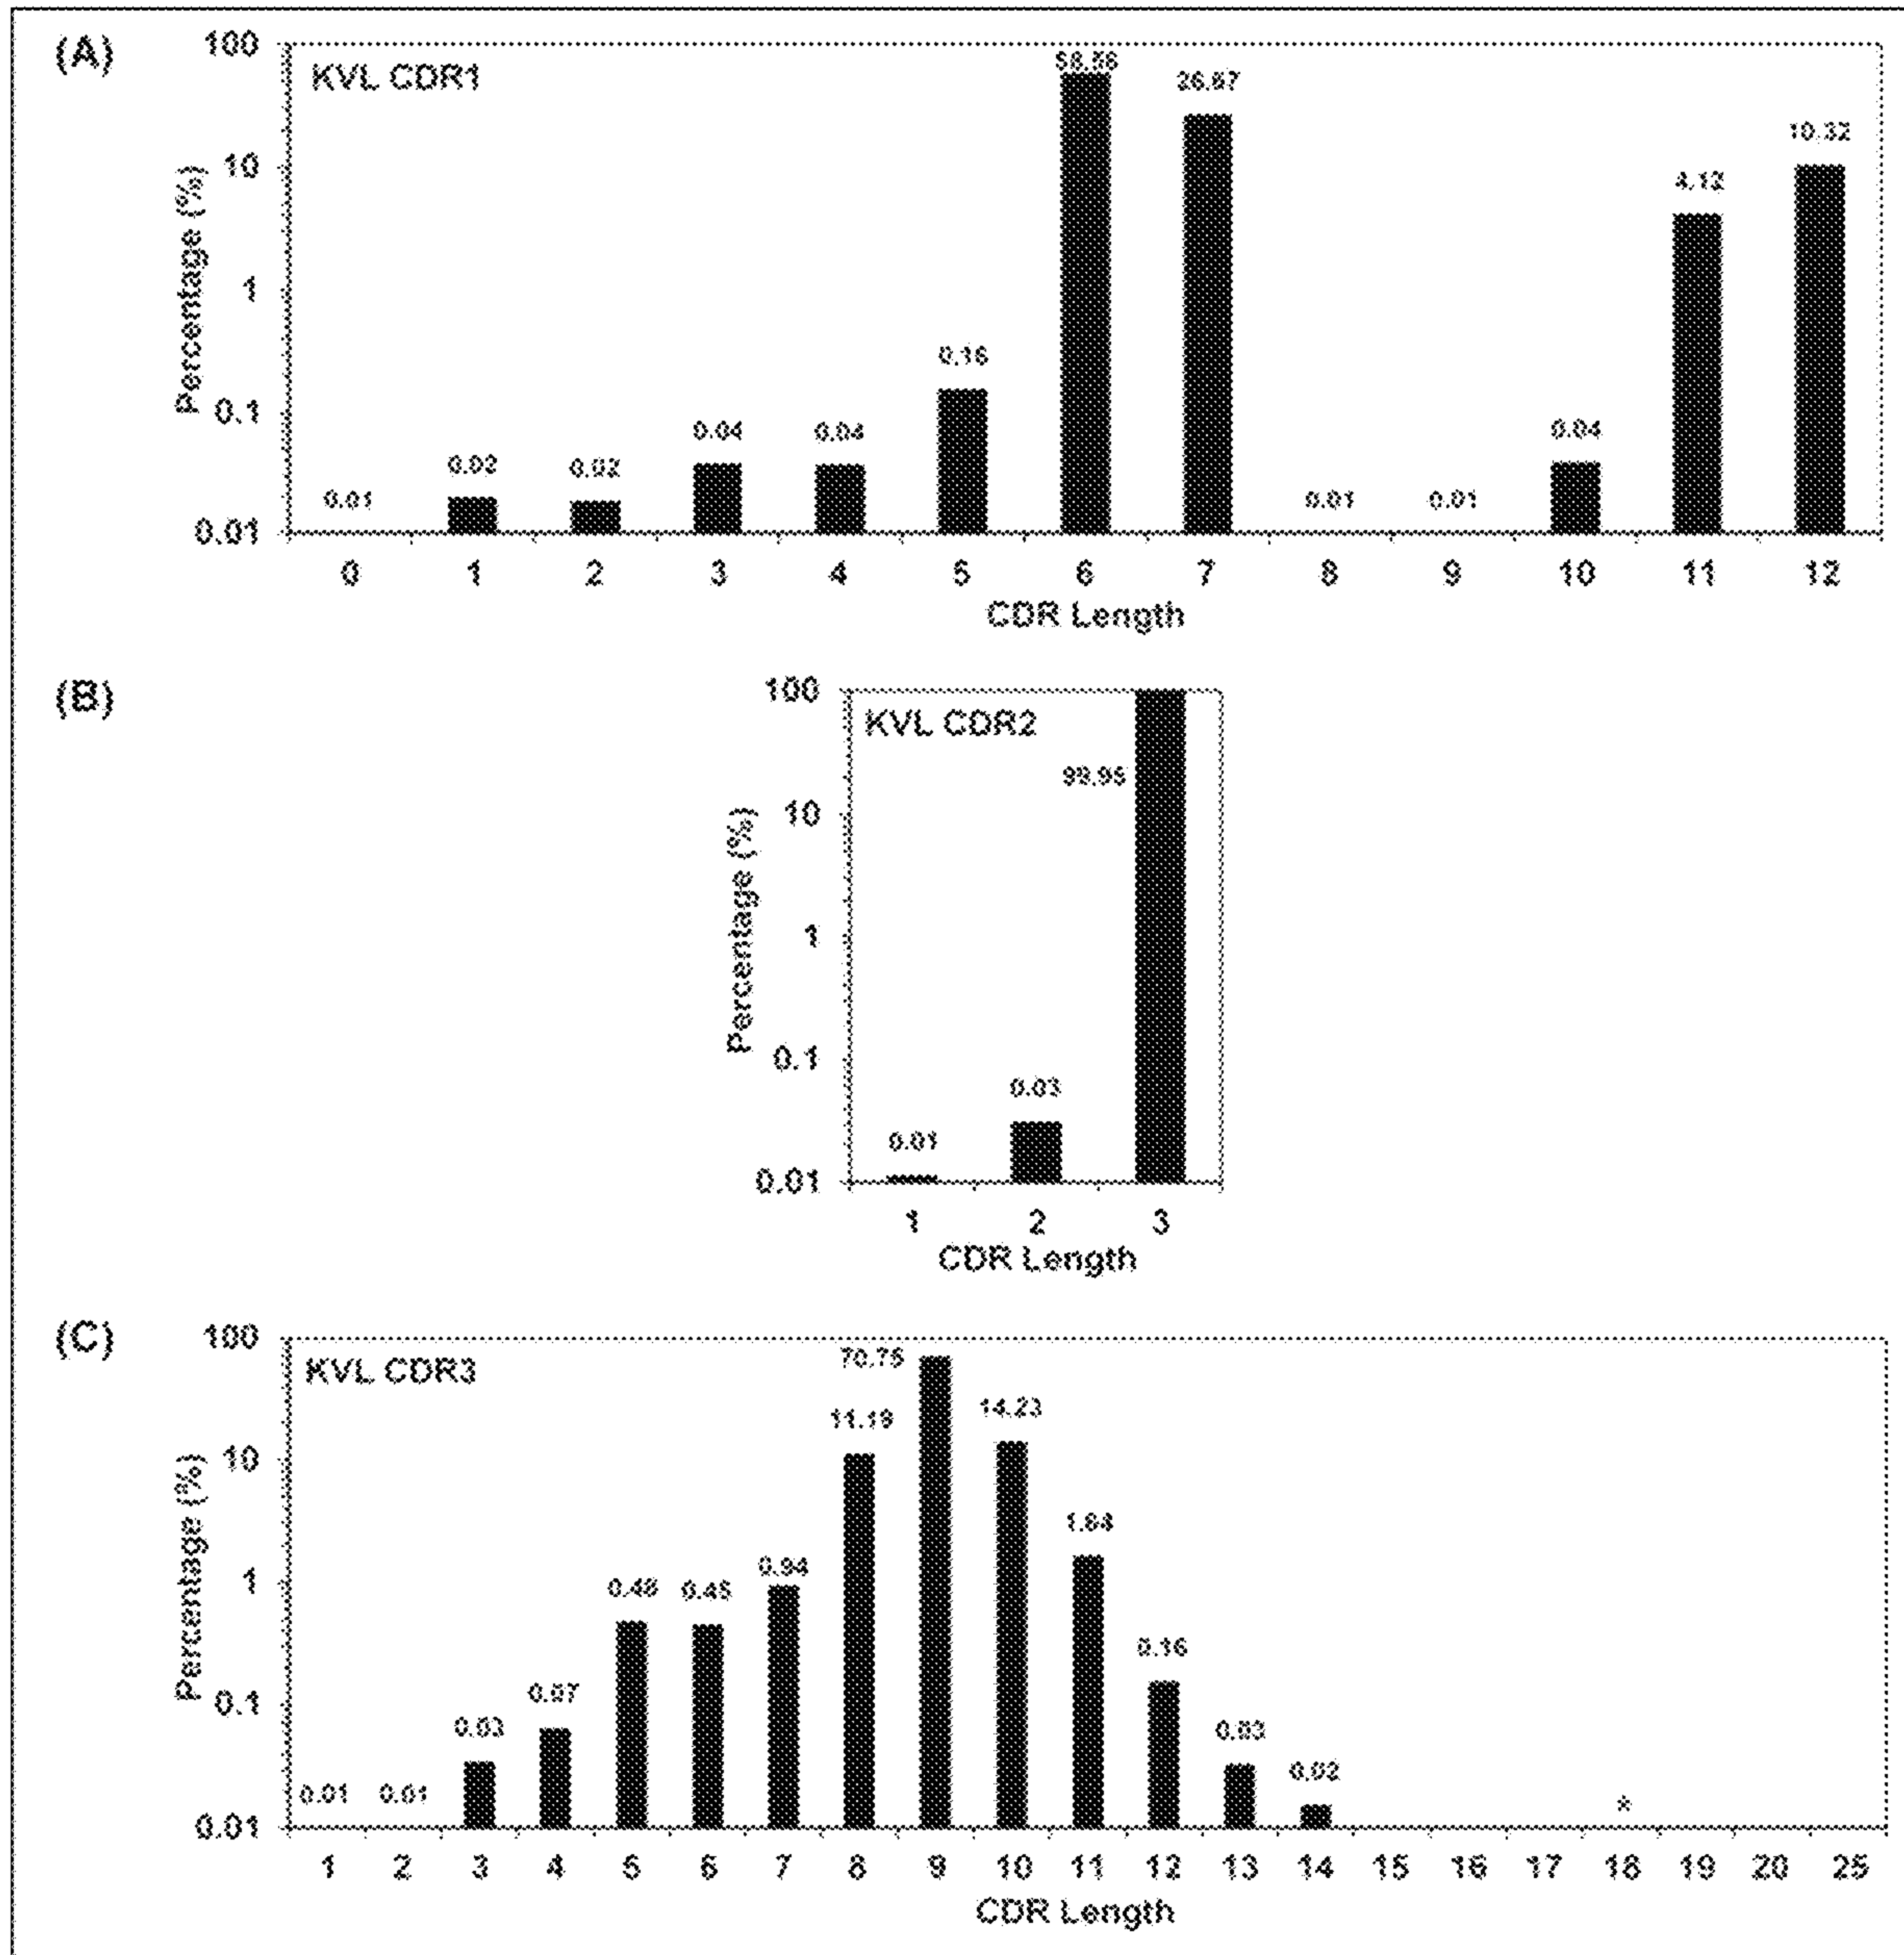 (A)
KVL CDR1
Percentage (%)
100
10
1
0.1
0.01
0.01 0.02 0.02 0.04 0.04 0.16 58.56 26.67 0.01 0.01 0.04 4.12 10.32
0 1 2 3 4 5 6 7 8 9 10 11 12
CDR Length
(B)
KVL CDR2
Percentage (%)
100
10
1
0.1
0.01
0.01 0.03 99.95
1 2 3
CDR Length
(C)
KVL CDR3
Percentage (%)
100
10
1
0.1
0.01
0.01 0.01 0.03 0.07 0.48 0.45 0.94 11.19 70.75 14.23 1.64 0.16 0.03 0.02 *
1 2 3 4 5 6 7 8 9 10 11 12 13 14 15 16 17 18 19 20 25
CDR Length